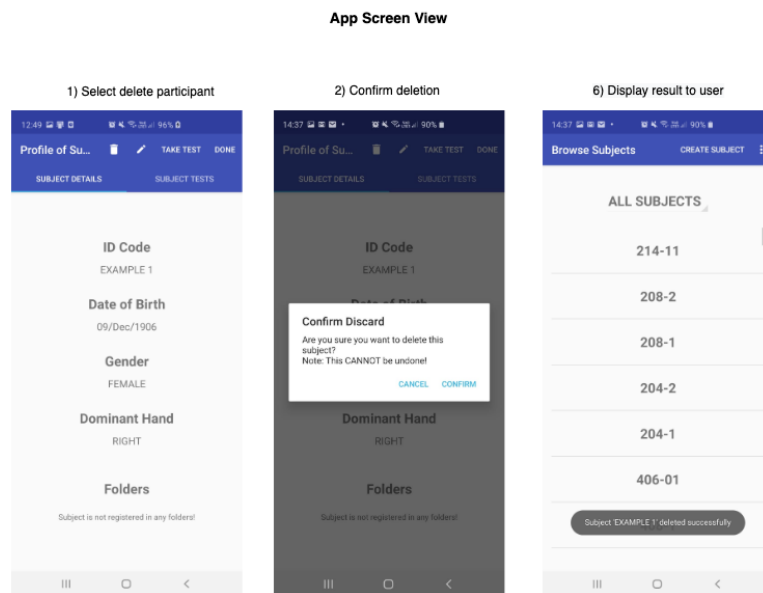 App Screen View
1) Select delete participant
12:49 96%
Profile of Su... TAKE TEST DONE
SUBJECT DETAILS SUBJECT TESTS
ID Code
EXAMPLE 1
Date of Birth
09/Dec/1906
Gender
FEMALE
Dominant Hand
RIGHT
Folders
Subject is not registered in any folders!
2) Confirm deletion
14:37 90%
Profile of Su... TAKE TEST DONE
SUBJECT DETAILS SUBJECT TESTS
ID Code
EXAMPLE 1
Date of Birth
Confirm Discard
Are you sure you want to delete this
subject?
Note: This CANNOT be undone!
CANCEL CONFIRM
Dominant Hand
RIGHT
Folders
Subject is not registered in any folders!
6) Display result to user
14:37 90%
Browse Subjects CREATE SUBJECT
ALL SUBJECTS
214-11
208-2
208-1
204-2
204-1
406-01
Subject 'EXAMPLE 1' deleted successfully